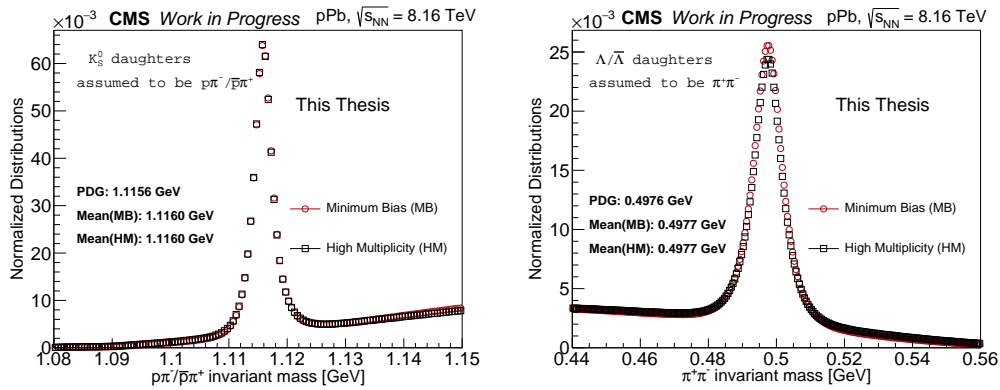 ×10⁻³ CMS Work in Progress pPb, √s_NN = 8.16 TeV
K⁰_S daughters
assumed to be pπ⁻/p̅π⁺
This Thesis
PDG: 1.1156 GeV
Mean(MB): 1.1160 GeV
Mean(HM): 1.1160 GeV
Minimum Bias (MB)
High Multiplicity (HM)
Normalized Distributions
60
50
40
30
20
10
0
1.08 1.09 1.1 1.11 1.12 1.13 1.14 1.15
pπ⁻/p̅π⁺ invariant mass [GeV]
×10⁻³ CMS Work in Progress pPb, √s_NN = 8.16 TeV
Λ/Λ̅ daughters
assumed to be π⁺π⁻
This Thesis
PDG: 0.4976 GeV
Mean(MB): 0.4977 GeV
Mean(HM): 0.4977 GeV
Minimum Bias (MB)
High Multiplicity (HM)
Normalized Distributions
25
20
15
10
5
0
0.44 0.46 0.48 0.5 0.52 0.54 0.56
π⁺π⁻ invariant mass [GeV]